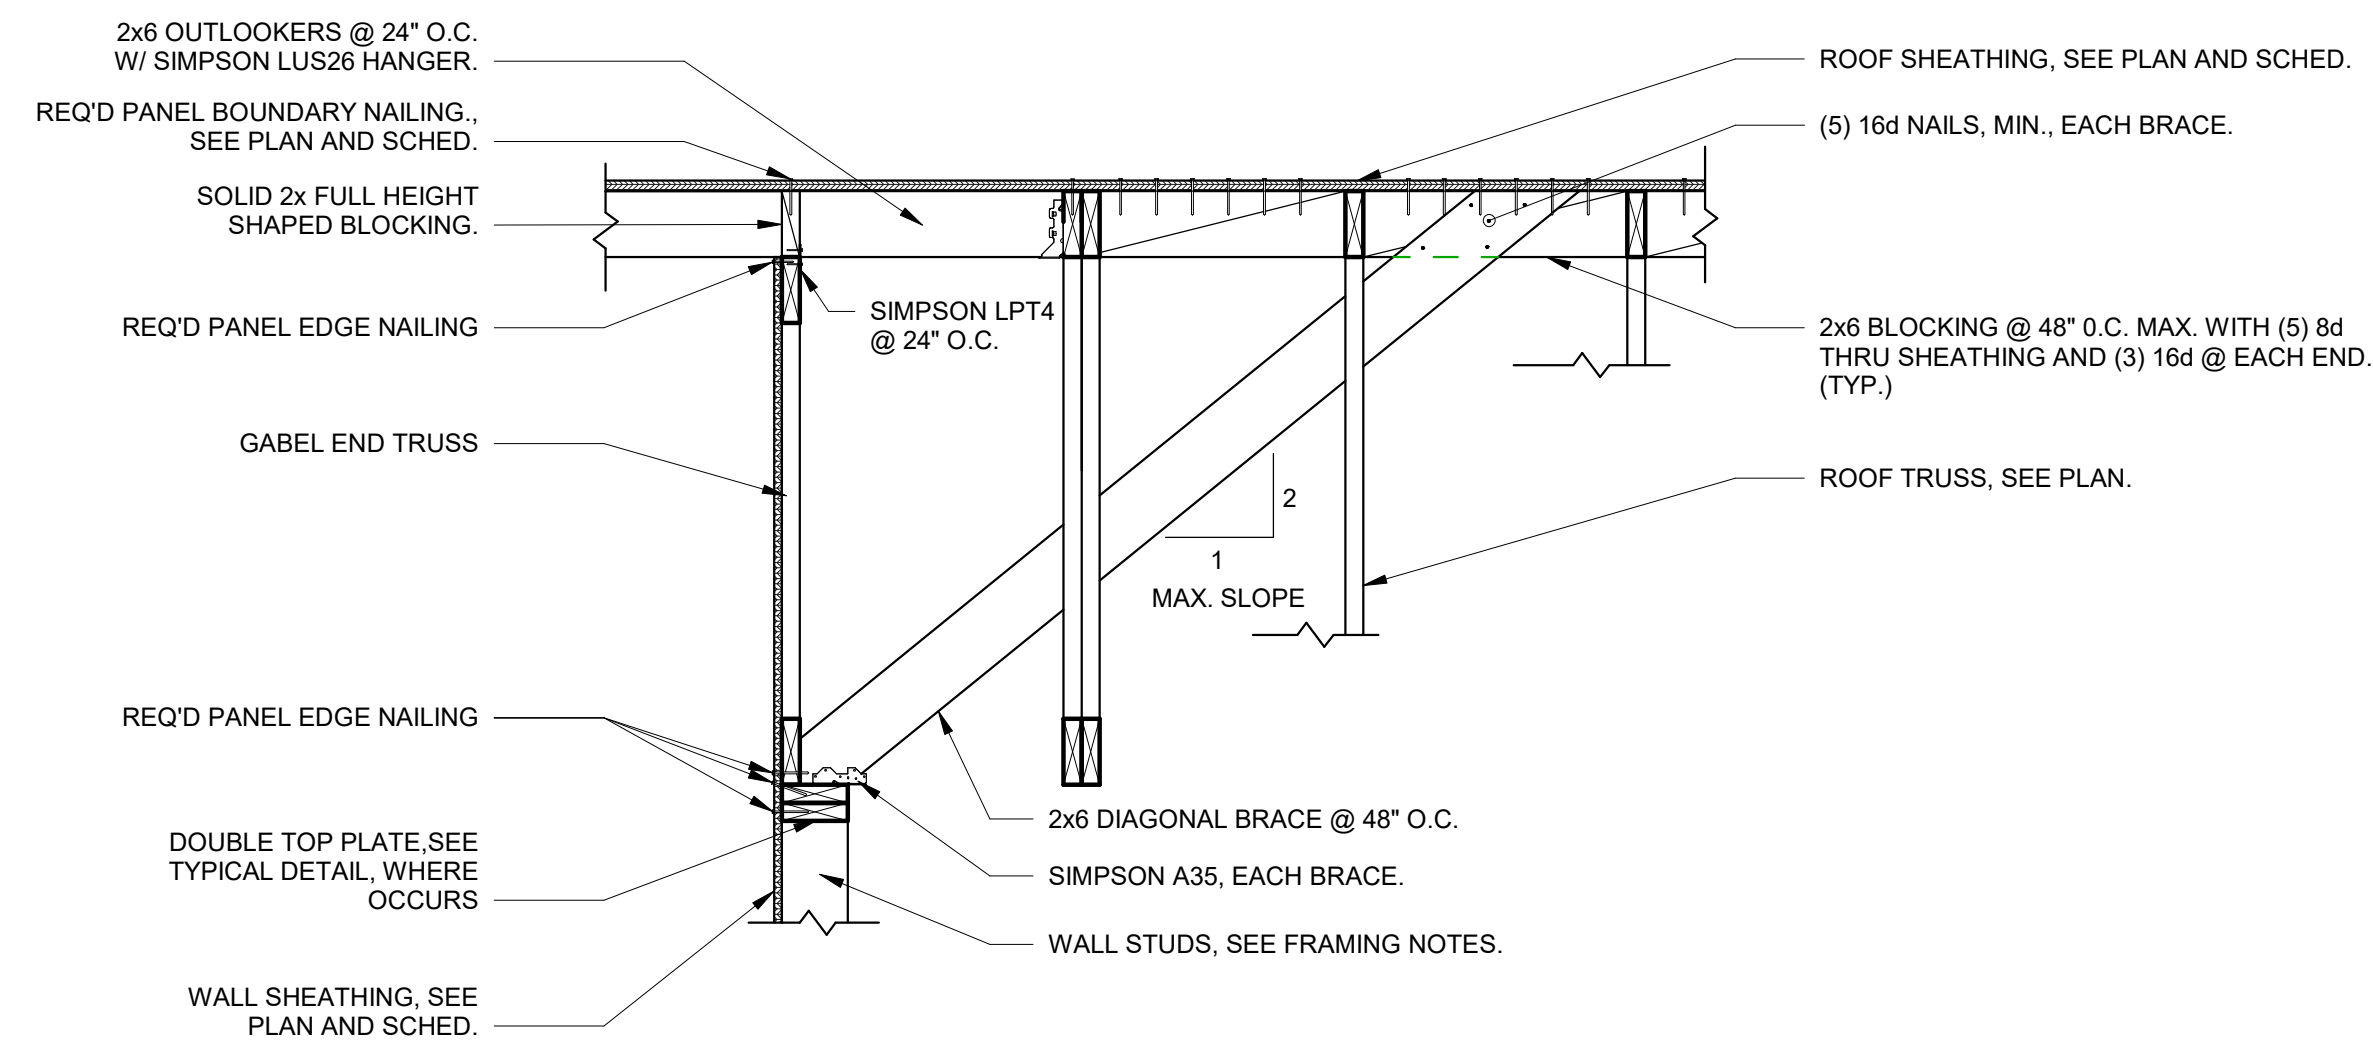 2x6 OUTLOOKERS @ 24" O.C.
W/ SIMPSON LUS26 HANGER.
REQ'D PANEL BOUNDARY NAILING.,
SEE PLAN AND SCHED.
SOLID 2x FULL HEIGHT
SHAPED BLOCKING.
REQ'D PANEL EDGE NAILING
GABEL END TRUSS
REQ'D PANEL EDGE NAILING
DOUBLE TOP PLATE,SEE
TYPICAL DETAIL, WHERE
OCCURS
WALL SHEATHING, SEE
PLAN AND SCHED.
SIMPSON LPT4
@ 24" O.C.
2
1
MAX. SLOPE
2x6 DIAGONAL BRACE @ 48" O.C.
SIMPSON A35, EACH BRACE.
WALL STUDS, SEE FRAMING NOTES.
ROOF SHEATHING, SEE PLAN AND SCHED.
(5) 16d NAILS, MIN., EACH BRACE.
2x6 BLOCKING @ 48" 0.C. MAX. WITH (5) 8d
THRU SHEATHING AND (3) 16d @ EACH END.
(TYP.)
ROOF TRUSS, SEE PLAN.